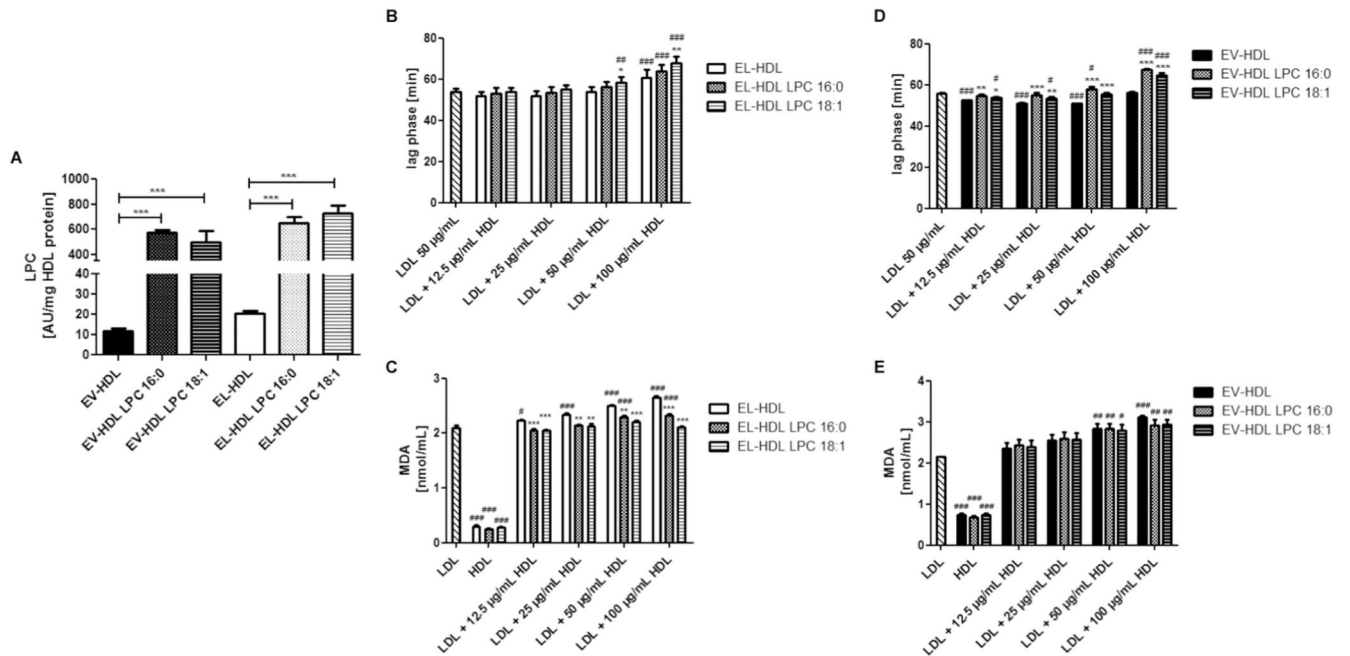 A
LPC
[AU/mg HDL protein]
1000
800
600
400
40
30
20
10
0
***
***
***
***
EV-HDL
EV-HDL LPC 16:0
EV-HDL LPC 18:1
EL-HDL
EL-HDL LPC 16:0
EL-HDL LPC 18:1
B
lag phase [min]
80
60
40
20
0
## *
### ### ### **
LDL 50 µg/mL
LDL + 12.5 µg/mL HDL
LDL + 25 µg/mL HDL
LDL + 50 µg/mL HDL
LDL + 100 µg/mL HDL
EL-HDL
EL-HDL LPC 16:0
EL-HDL LPC 18:1
C
MDA
[nmol/mL]
3
2
1
0
### ### ###
# *** ***
### ** **
### ### ** ***
### ### *** ***
LDL
HDL
LDL + 12.5 µg/mL HDL
LDL + 25 µg/mL HDL
LDL + 50 µg/mL HDL
LDL + 100 µg/mL HDL
EL-HDL
EL-HDL LPC 16:0
EL-HDL LPC 18:1
D
lag phase [min]
80
60
40
20
0
### ** # *
### *** # **
### # *** ***
### *** ### ***
LDL 50 µg/mL
LDL + 12.5 µg/mL HDL
LDL + 25 µg/mL HDL
LDL + 50 µg/mL HDL
LDL + 100 µg/mL HDL
EV-HDL
EV-HDL LPC 16:0
EV-HDL LPC 18:1
E
MDA
[nmol/mL]
4
3
2
1
0
### ### ###
## ## #
### ## ##
LDL
HDL
LDL + 12.5 µg/mL HDL
LDL + 25 µg/mL HDL
LDL + 50 µg/mL HDL
LDL + 100 µg/mL HDL
EV-HDL
EV-HDL LPC 16:0
EV-HDL LPC 18:1